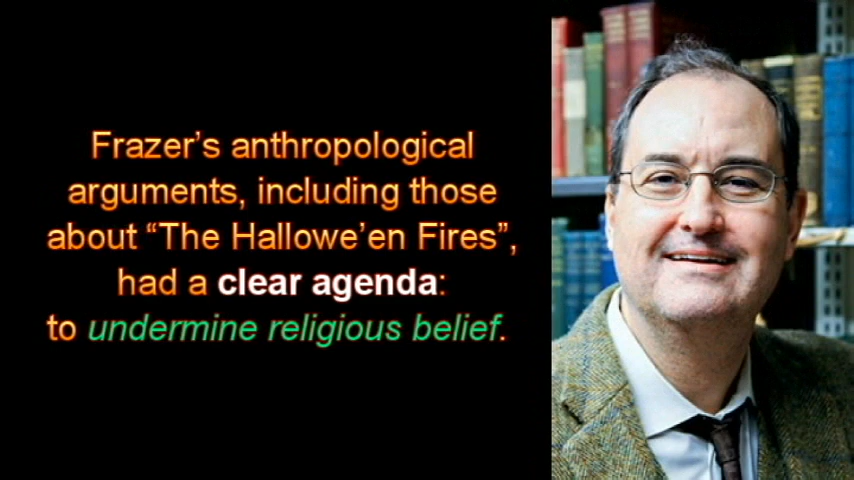 Frazer’s anthropological
arguments, including those
about “The Hallowe’en Fires”,
had a clear agenda:
to undermine religious belief.